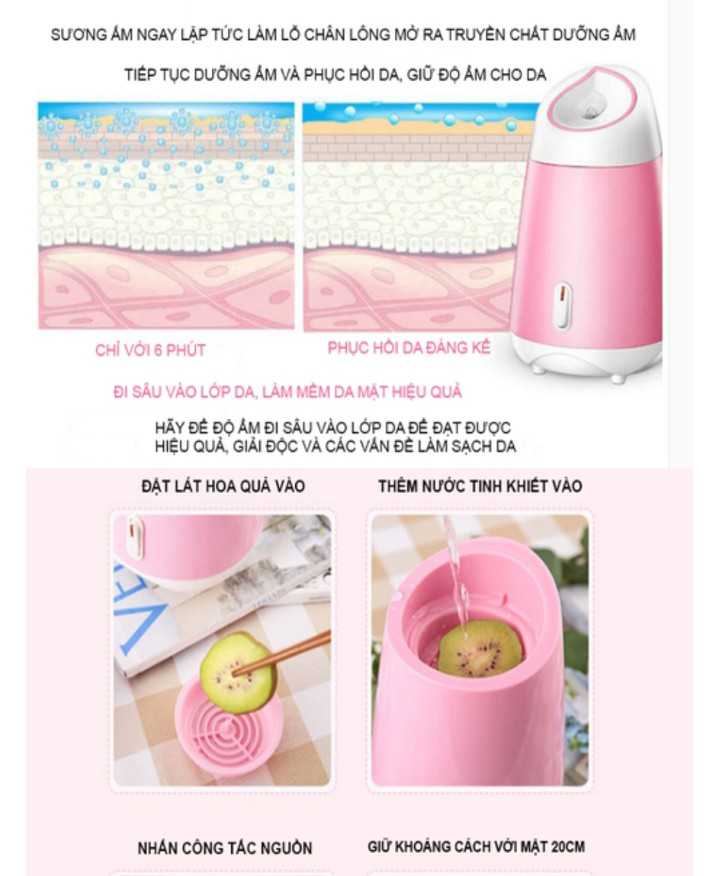 SƯƠNG ẨM NGAY LẬP TỨC LÀM LỖ CHÂN LÔNG MỞ RA TRUYỀN CHẤT DƯỠNG ẨM
TIẾP TỤC DƯỠNG ẨM VÀ PHỤC HỒI DA, GIỮ ĐỘ ẨM CHO DA
CHỈ VỚI 6 PHÚT
PHỤC HỒI DA ĐÁNG KỂ
ĐI SÂU VÀO LỚP DA, LÀM MỀM DA MẶT HIỆU QUẢ
HÃY ĐỂ ĐỘ ẨM ĐI SÂU VÀO LỚP DA ĐỂ ĐẠT ĐƯỢC
HIỆU QUẢ, GIẢI ĐỘC VÀ CÁC VẤN ĐỀ LÀM SẠCH DA
ĐẶT LÁT HOA QUẢ VÀO
THÊM NƯỚC TINH KHIẾT VÀO
NHẤN CÔNG TẮC NGUỒN
GIỮ KHOẢNG CÁCH VỚI MẶT 20CM